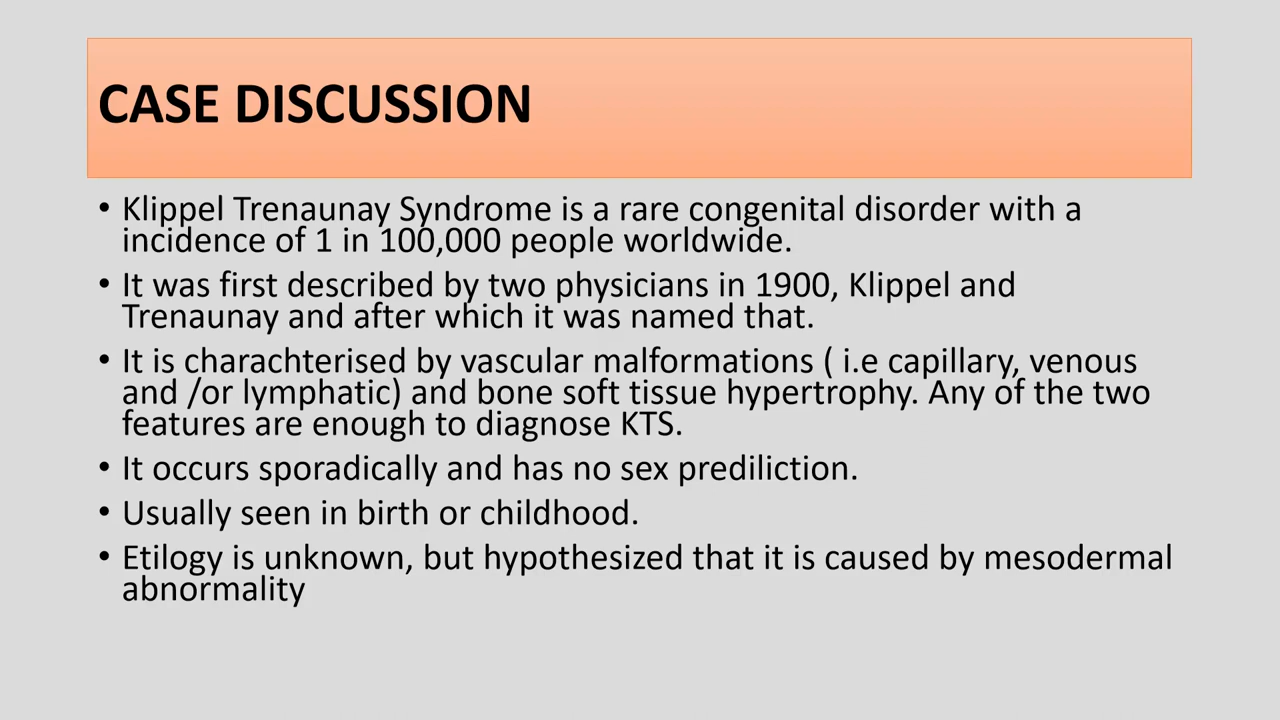 CASE DISCUSSION
• Klippel Trenaunay Syndrome is a rare congenital disorder with a
incidence of 1 in 100,000 people worldwide.
• It was first described by two physicians in 1900, Klippel and
Trenaunay and after which it was named that.
• It is charachterised by vascular malformations ( i.e capillary, venous
and /or lymphatic) and bone soft tissue hypertrophy. Any of the two
features are enough to diagnose KTS.
• It occurs sporadically and has no sex prediliction.
• Usually seen in birth or childhood.
• Etilogy is unknown, but hypothesized that it is caused by mesodermal
abnormality